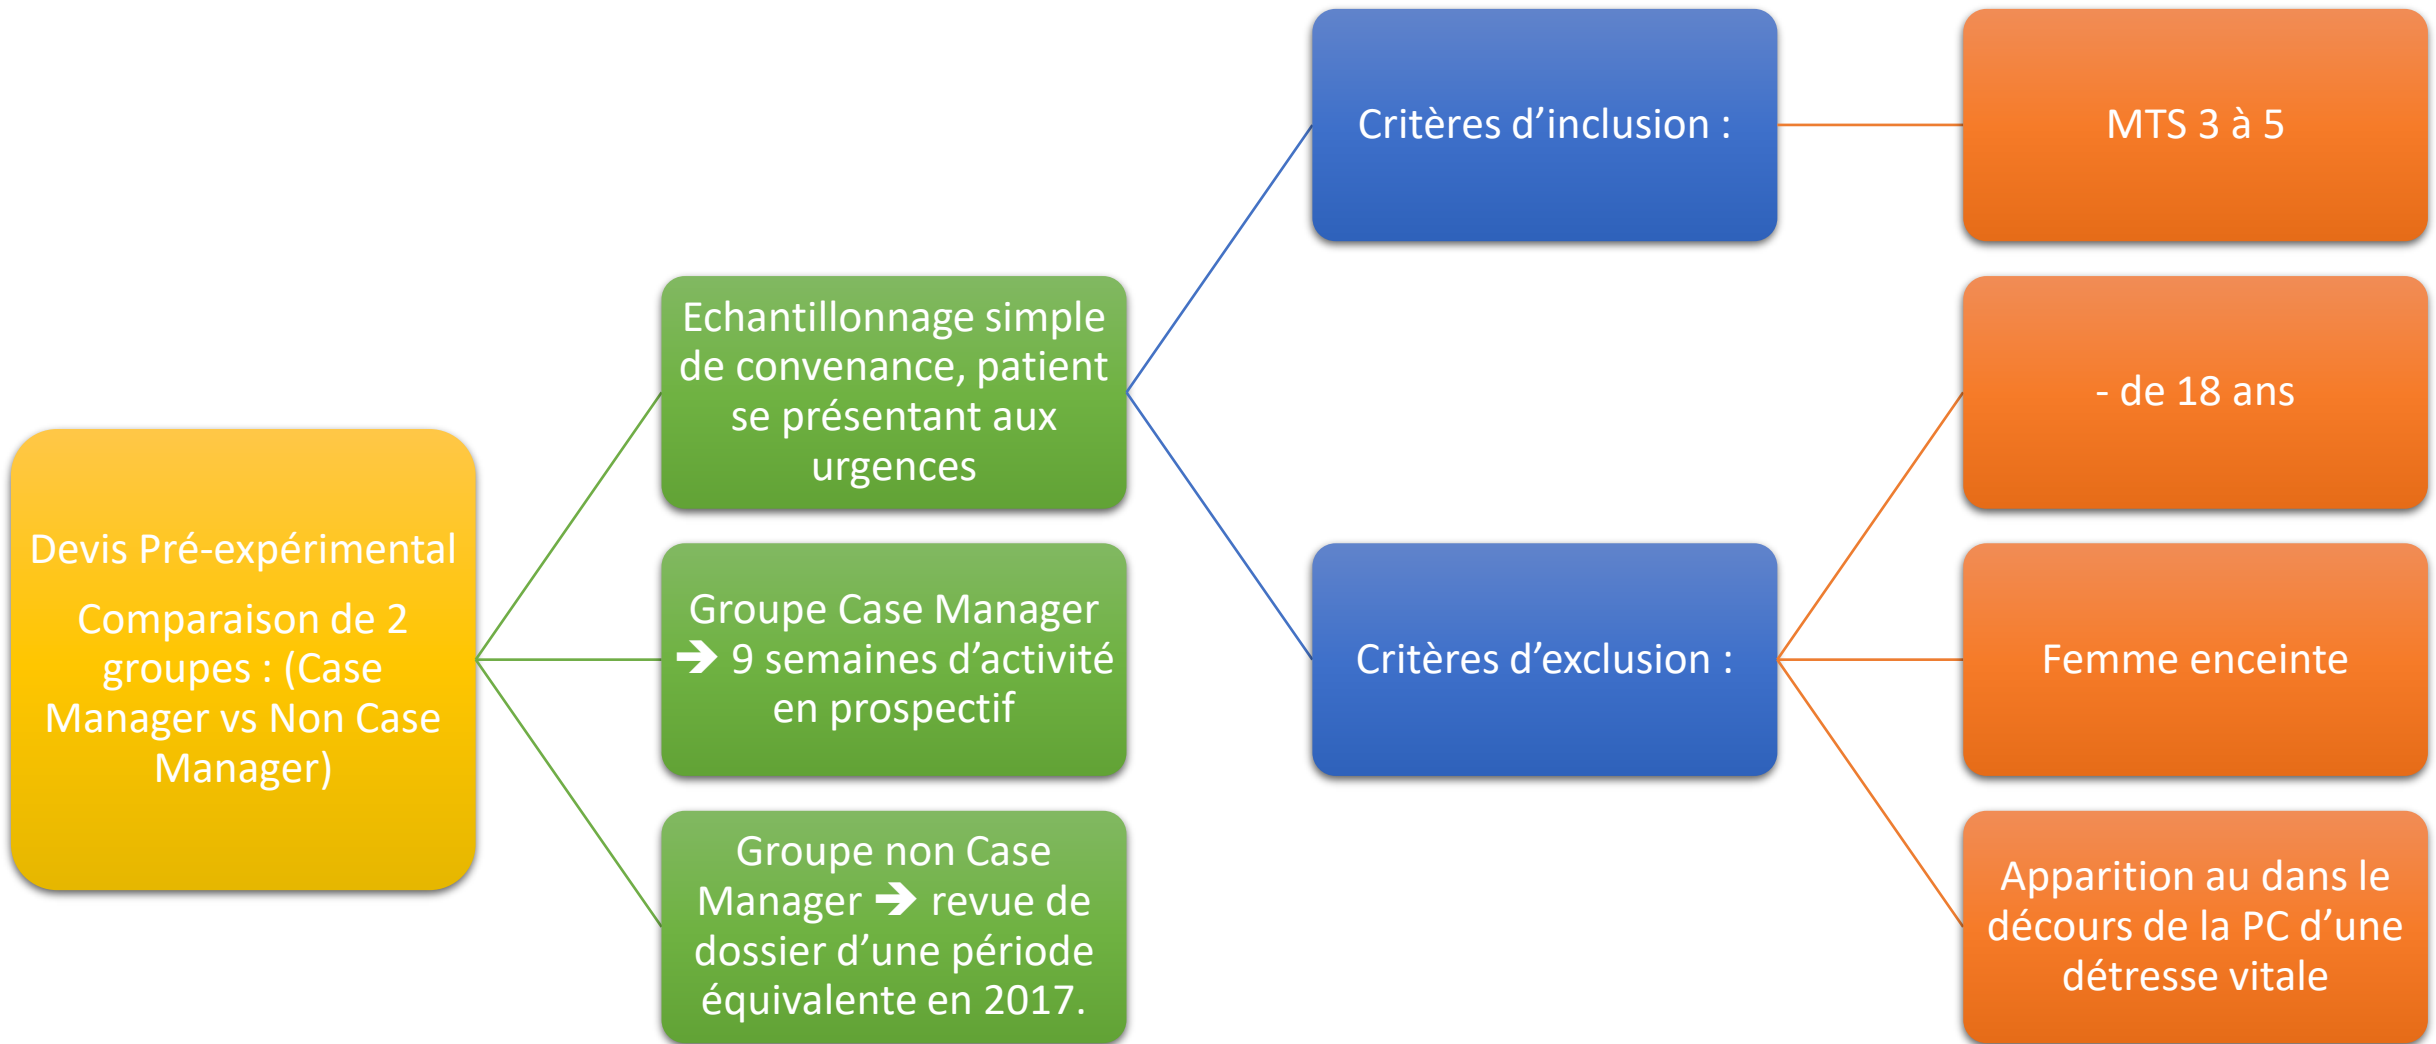 Devis Pré-expérimental
Comparaison de 2
groupes : (Case
Manager vs Non Case
Manager)
Echantillonnage simple
de convenance, patient
se présentant aux
urgences
Groupe Case Manager
➔ 9 semaines d’activité
en prospectif
Groupe non Case
Manager ➔ revue de
dossier d’une période
équivalente en 2017.
Critères d’inclusion :
Critères d’exclusion :
MTS 3 à 5
- de 18 ans
Femme enceinte
Apparition au dans le
décours de la PC d’une
détresse vitale